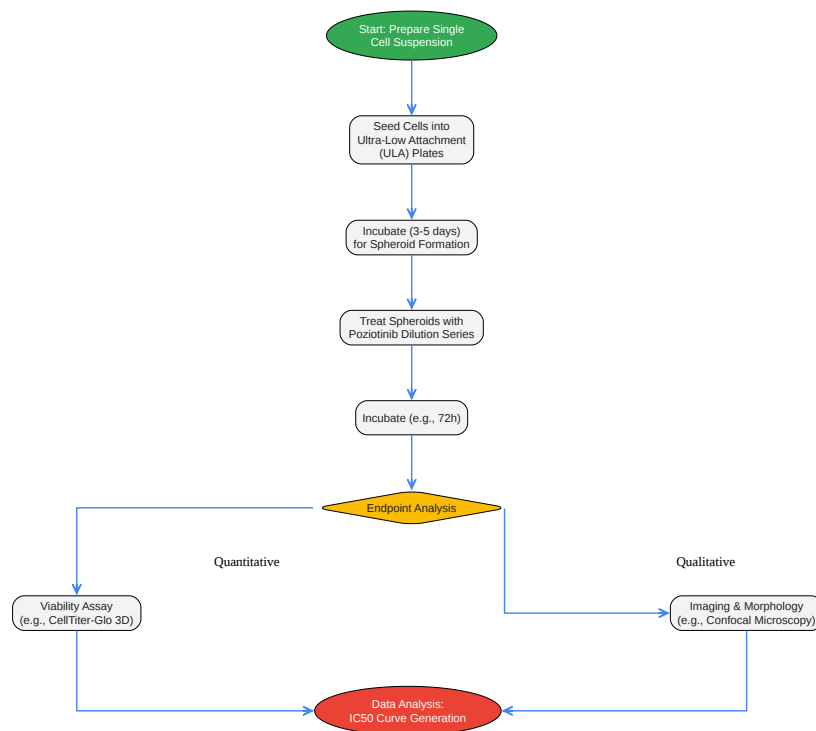 Start: Prepare Single
Cell Suspension
Seed Cells into
Ultra-Low Attachment
(ULA) Plates
Incubate (3-5 days)
for Spheroid Formation
Treat Spheroids with
Poziotinib Dilution Series
Incubate (e.g., 72h)
Endpoint Analysis
Quantitative
Qualitative
Viability Assay
(e.g., CellTiter-Glo 3D)
Imaging & Morphology
(e.g., Confocal Microscopy)
Data Analysis:
IC50 Curve Generation